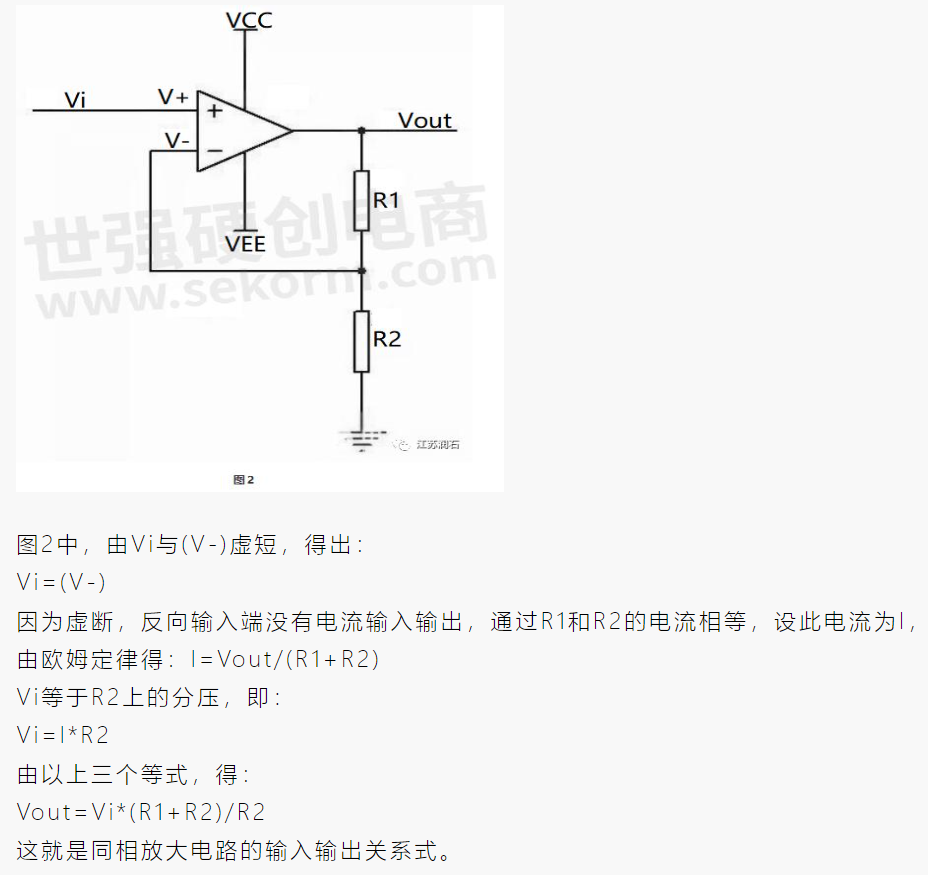 VCC
Vi
V+
+
V-
−
Vout
R1
VEE
世强硬创电商
www.sekorm.com
R2
江苏润石
图2
图2中，由Vi与(V-)虚短，得出：
Vi=(V-)
因为虚断，反向输入端没有电流输入输出，通过R1和R2的电流相等，设此电流为I，
由欧姆定律得：I=Vout/(R1+R2)
Vi等于R2上的分压，即：
Vi=I*R2
由以上三个等式，得：
Vout=Vi*(R1+R2)/R2
这就是同相放大电路的输入输出关系式。